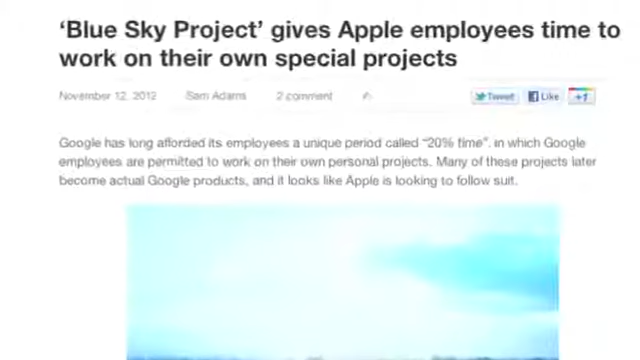 ‘Blue Sky Project’ gives Apple employees time to
work on their own special projects
November 12, 2012 Sam Adams 2 comment
Tweet Like +1
Google has long afforded its employees a unique period called “20% time”. in which Google
employees are permitted to work on their own personal projects. Many of these projects later
become actual Google products, and it looks like Apple is looking to follow suit.